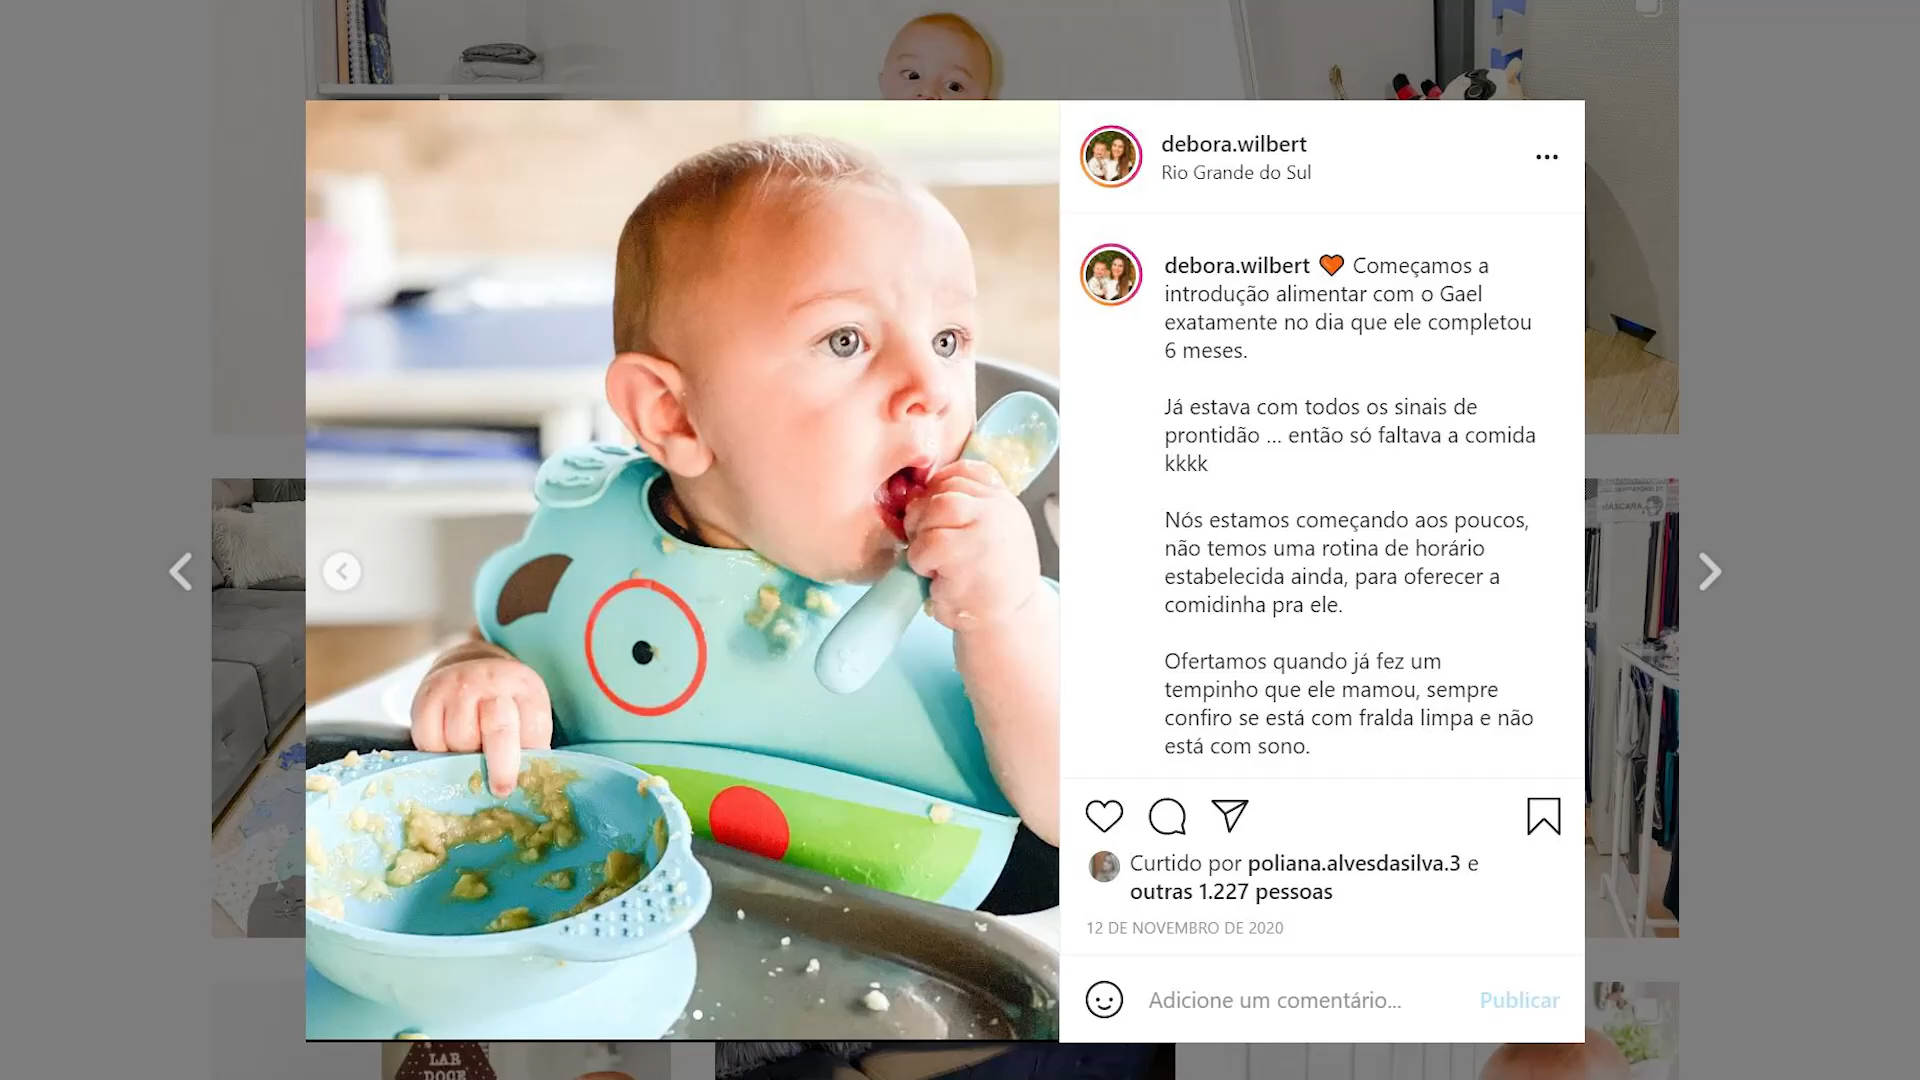 debora.wilbert
Rio Grande do Sul
debora.wilbert 🧡 Começamos a
introdução alimentar com o Gael
exatamente no dia que ele completou
6 meses.
Já estava com todos os sinais de
prontidão ... então só faltava a comida
kkkk
Nós estamos começando aos poucos,
não temos uma rotina de horário
estabelecida ainda, para oferecer a
comidinha pra ele.
Ofertamos quando já fez um
tempinho que ele mamou, sempre
confiro se está com fralda limpa e não
está com sono.
Curtido por poliana.alvesdasilva.3 e
outras 1.227 pessoas
12 DE NOVEMBRO DE 2020
Adicione um comentário...
Publicar
LAR
DOCE